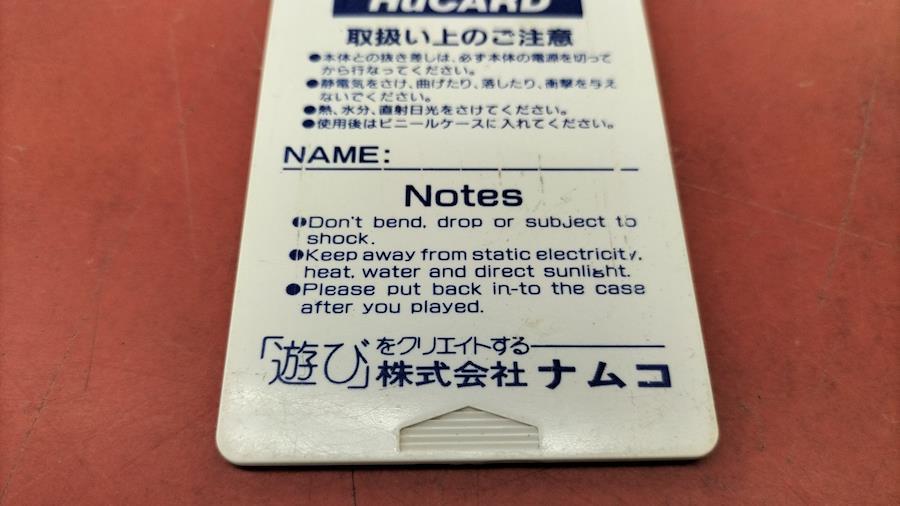 HuCARD
取扱い上のご注意
●本体との抜き差しは、必ず本体の電源を切って
から行なってください。
●静電気をさけ、曲げたり、落したり、衝撃を与え
ないでください。
●熱、水分、直射日光をさけてください。
●使用後はビニールケースに入れてください。
NAME:
Notes
●Don't bend, drop or subject to
shock.
●Keep away from static electricity,
heat, water and direct sunlight.
●Please put back in-to the case
after you played.
「遊び」をクリエイトする
株式会社 ナムコ